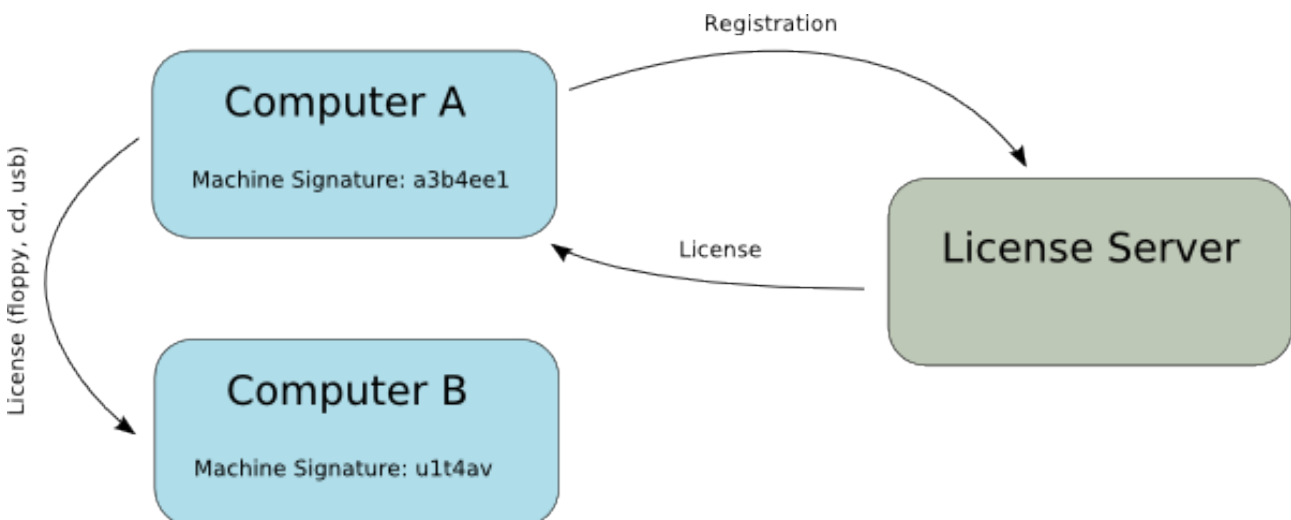 Registration
Computer A
Machine Signature: a3b4ee1
License (floppy, cd, usb)
License
License Server
Computer B
Machine Signature: u1t4av